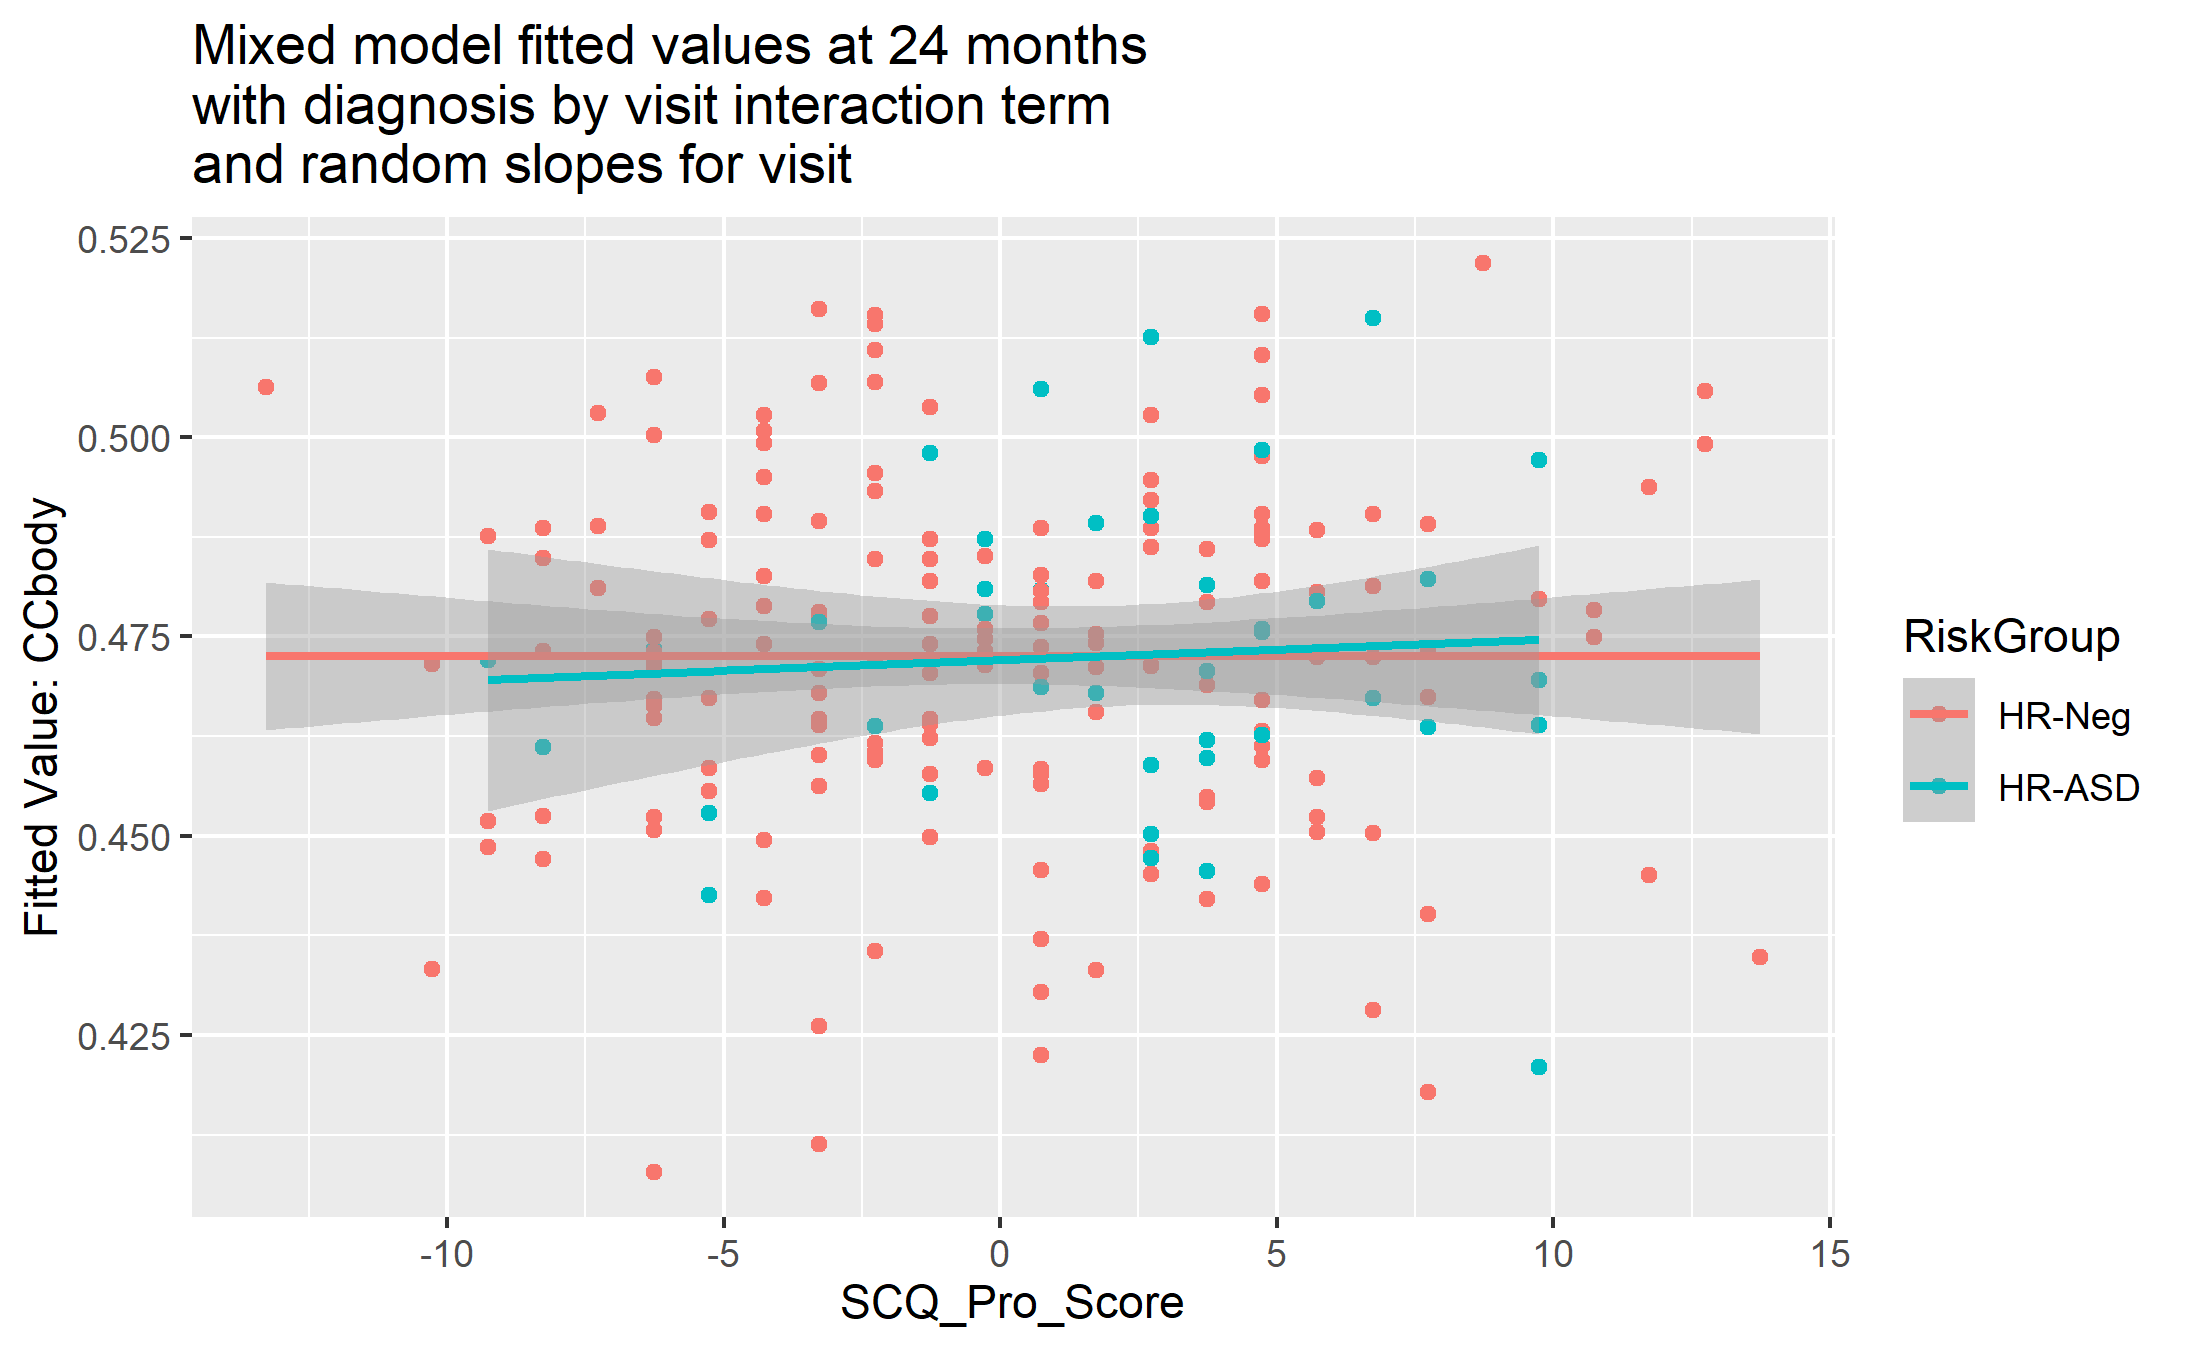 Mixed model fitted values at 24 months
with diagnosis by visit interaction term
and random slopes for visit
Fitted Value: CCbody
0.525
0.500
0.475
0.450
0.425
-10
-5
0
5
10
15
SCQ_Pro_Score
RiskGroup
HR-Neg
HR-ASD